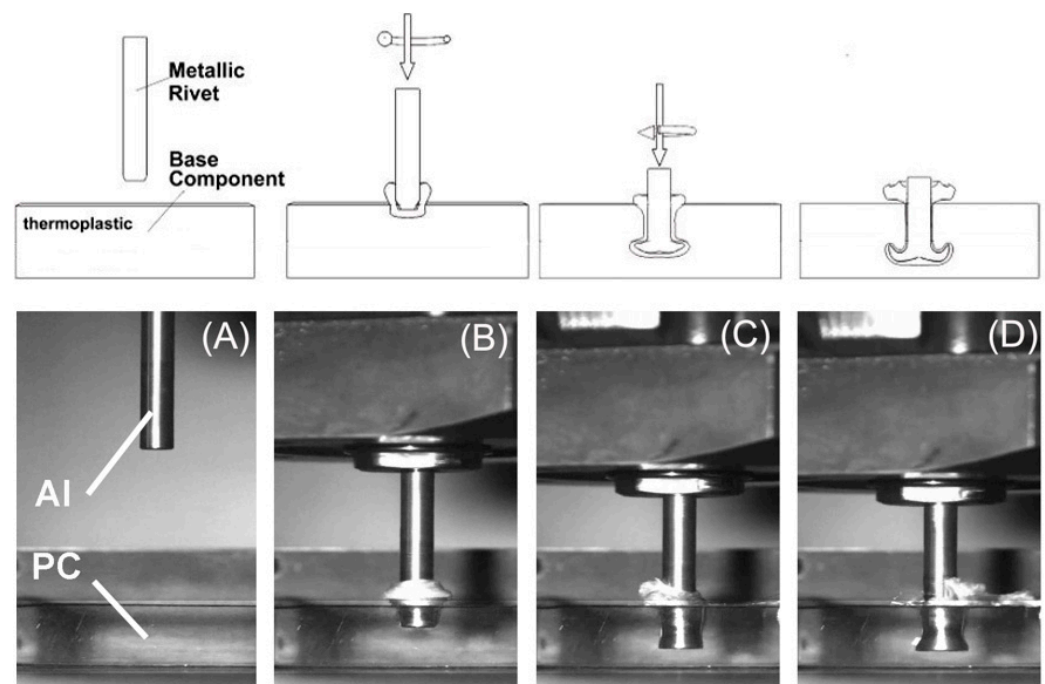 Metallic
Rivet
Base
Component
thermoplastic
(A)
(B)
(C)
(D)
Al
PC